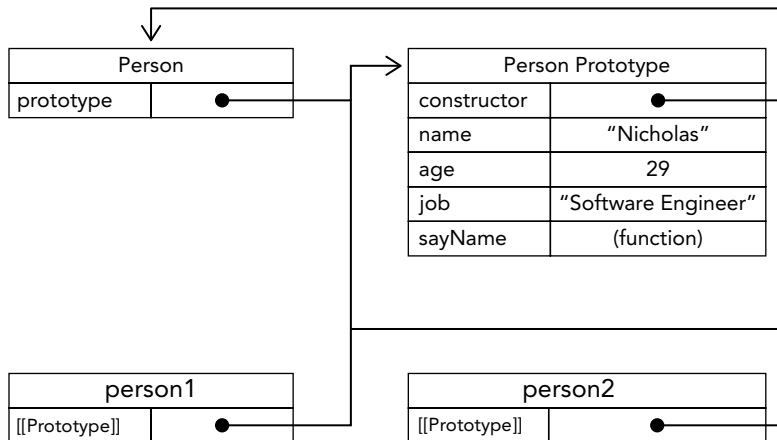 Person
prototype
Person Prototype
constructor
name “Nicholas”
age 29
job “Software Engineer”
sayName (function)
person1
[[Prototype]]
person2
[[Prototype]]